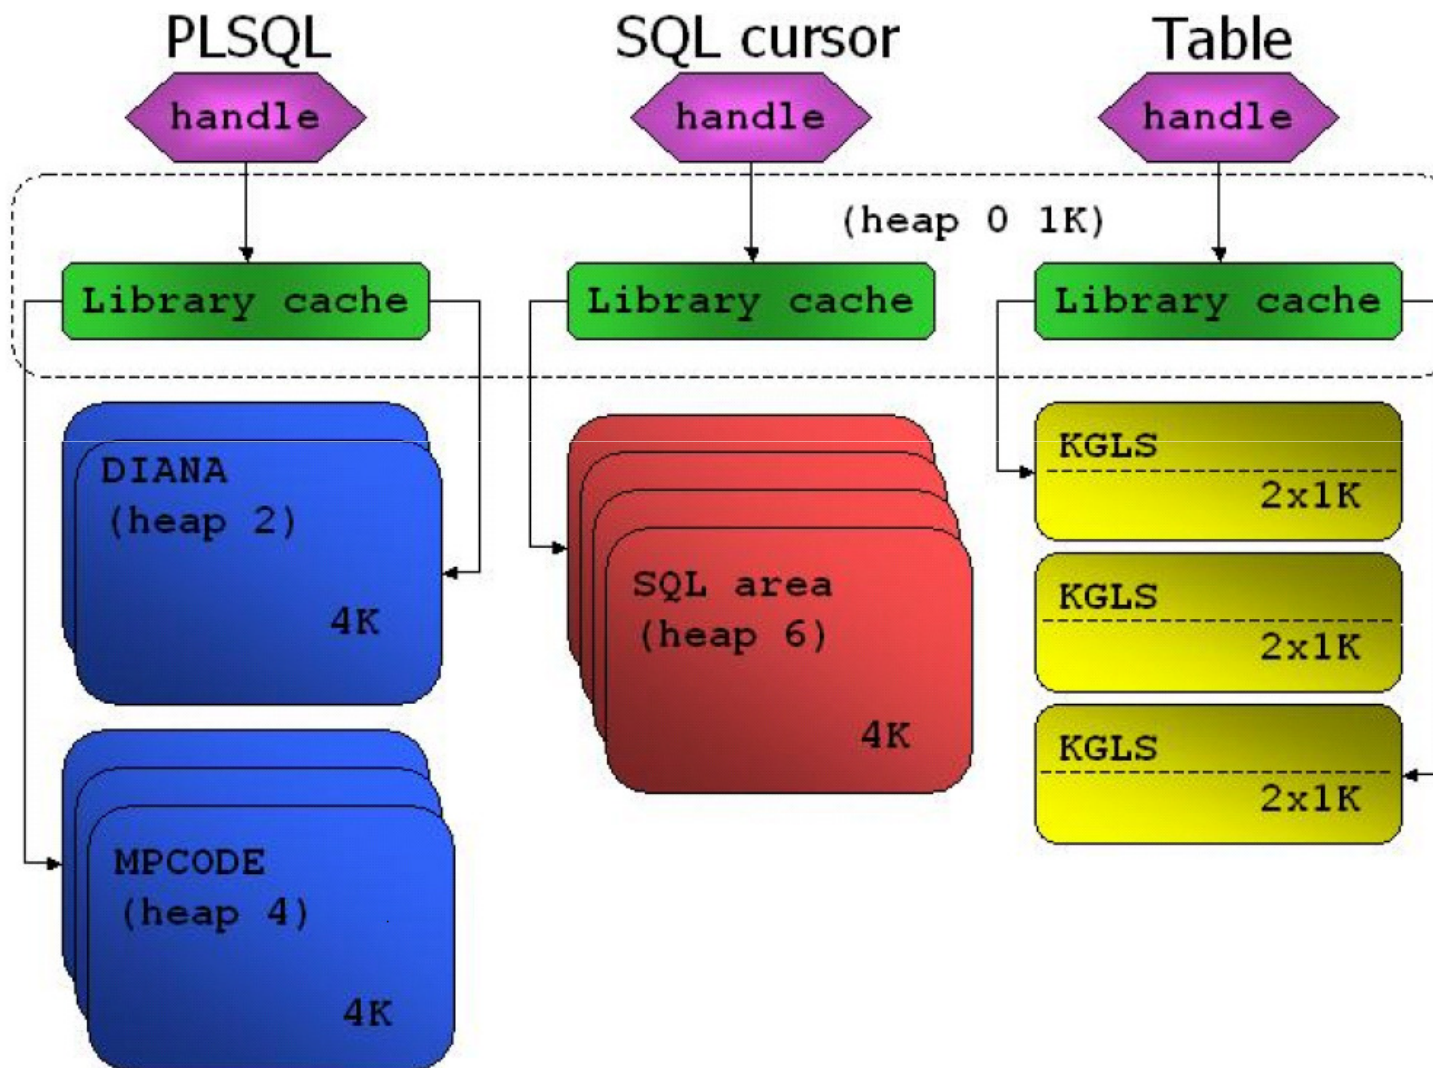 PLSQL
SQL cursor
Table
handle
handle
handle
(heap 0 1K)
Library cache
Library cache
Library cache
DIANA
(heap 2)
4K
MPCODE
(heap 4)
4K
SQL area
(heap 6)
4K
KGLS
2x1K
KGLS
2x1K
KGLS
2x1K